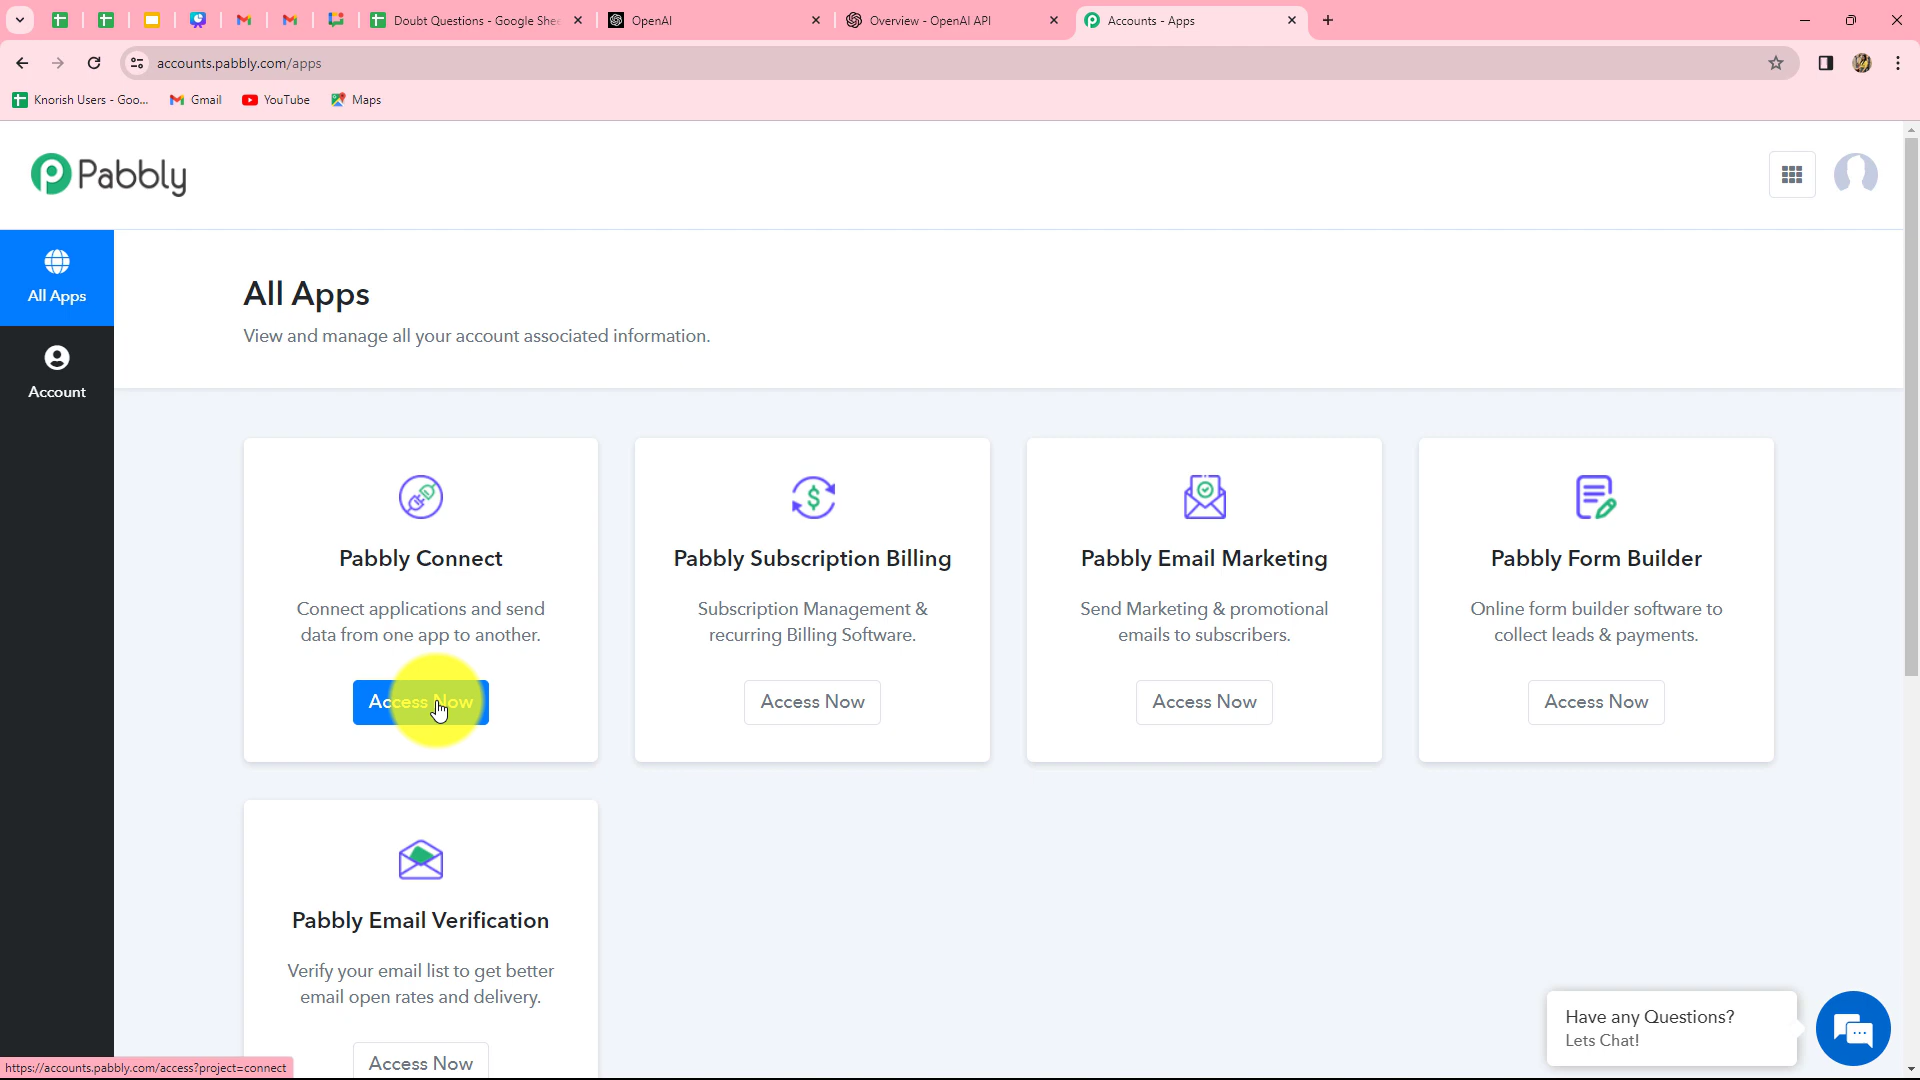 Doubt Questions - Google Shee
OpenAI
Overview - OpenAI API
Accounts - Apps
accounts.pabbly.com/apps
Knorish Users - Goo...
Gmail
YouTube
Maps
Pabbly
All Apps
Account
All Apps
View and manage all your account associated information.
Pabbly Connect
Connect applications and send
data from one app to another.
Access Now
Pabbly Subscription Billing
Subscription Management &
recurring Billing Software.
Access Now
Pabbly Email Marketing
Send Marketing & promotional
emails to subscribers.
Access Now
Pabbly Form Builder
Online form builder software to
collect leads & payments.
Access Now
Pabbly Email Verification
Verify your email list to get better
email open rates and delivery.
Access Now
Have any Questions?
Lets Chat!
https://accounts.pabbly.com/access?project=connect